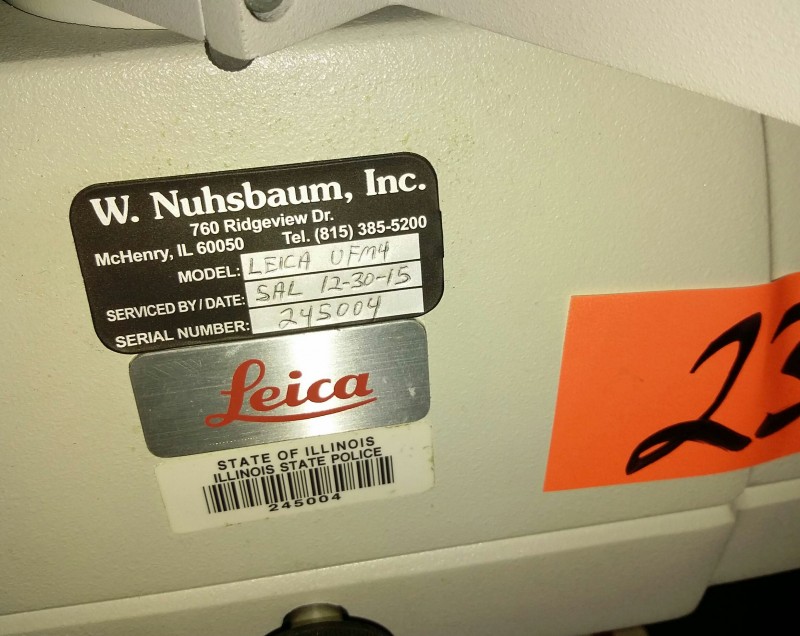 W. Nuhsbaum, Inc.
760 Ridgeview Dr.
McHenry, IL 60050 Tel. (815) 385-5200
MODEL: LEICA UFM4
SERVICED BY/DATE: SAL 12-30-15
SERIAL NUMBER: 245004
Leica
STATE OF ILLINOIS
ILLINOIS STATE POLICE
245004
23